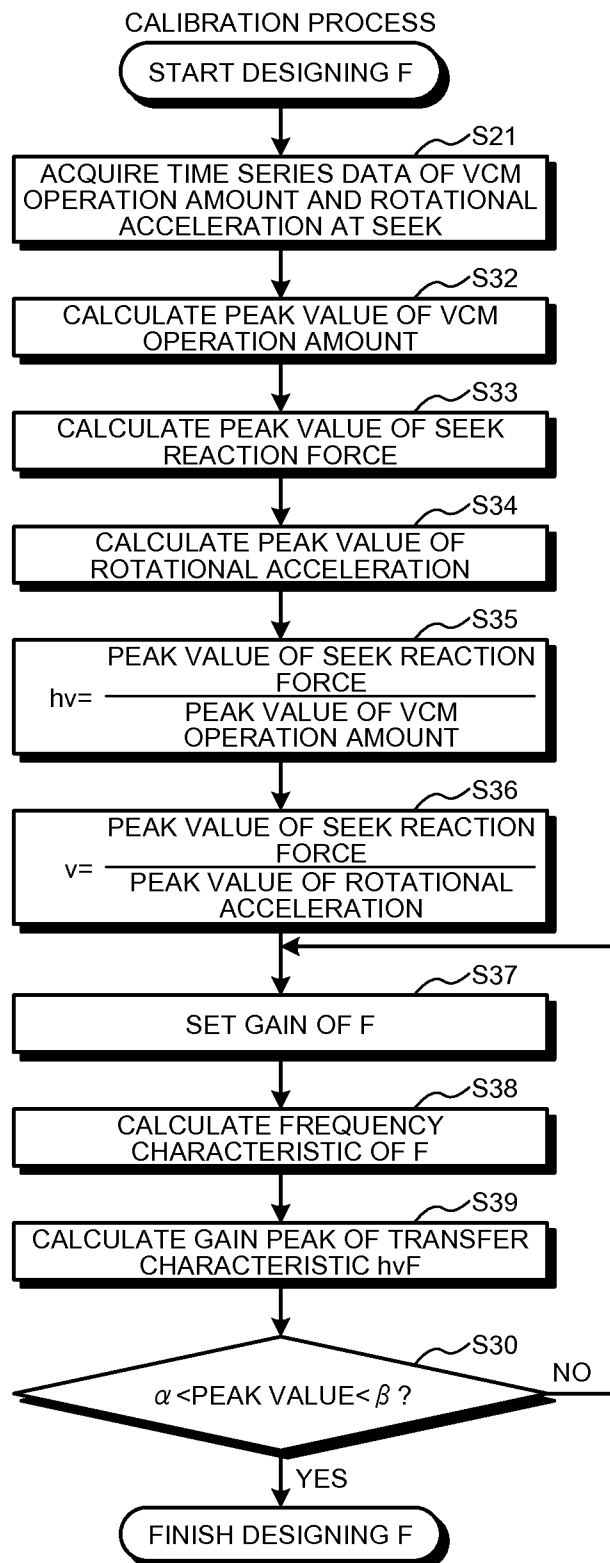 CALIBRATION PROCESS
START DESIGNING F
S21
ACQUIRE TIME SERIES DATA OF VCM
OPERATION AMOUNT AND ROTATIONAL
ACCELERATION AT SEEK
S32
CALCULATE PEAK VALUE OF VCM
OPERATION AMOUNT
S33
CALCULATE PEAK VALUE OF SEEK
REACTION FORCE
S34
CALCULATE PEAK VALUE OF
ROTATIONAL ACCELERATION
S35
PEAK VALUE OF SEEK REACTION
FORCE
hv=
PEAK VALUE OF VCM
OPERATION AMOUNT
S36
PEAK VALUE OF SEEK REACTION
FORCE
v=
PEAK VALUE OF ROTATIONAL
ACCELERATION
S37
SET GAIN OF F
S38
CALCULATE FREQUENCY
CHARACTERISTIC OF F
S39
CALCULATE GAIN PEAK OF TRANSFER
CHARACTERISTIC hvF
S30
α<PEAK VALUE<β?
NO
YES
FINISH DESIGNING F